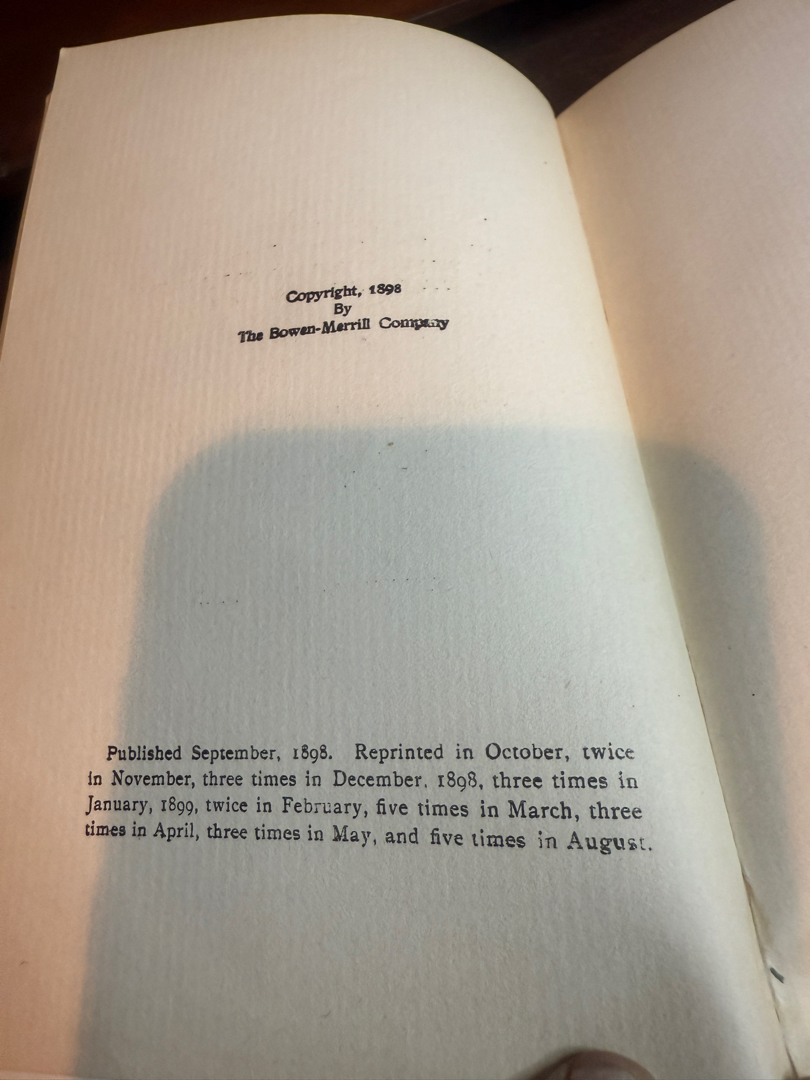 Copyright, 1898
By
The Bowen-Merrill Company
Published September, 1898. Reprinted in October, twice
in November, three times in December, 1898, three times in
January, 1899, twice in February, five times in March, three
times in April, three times in May, and five times in August.